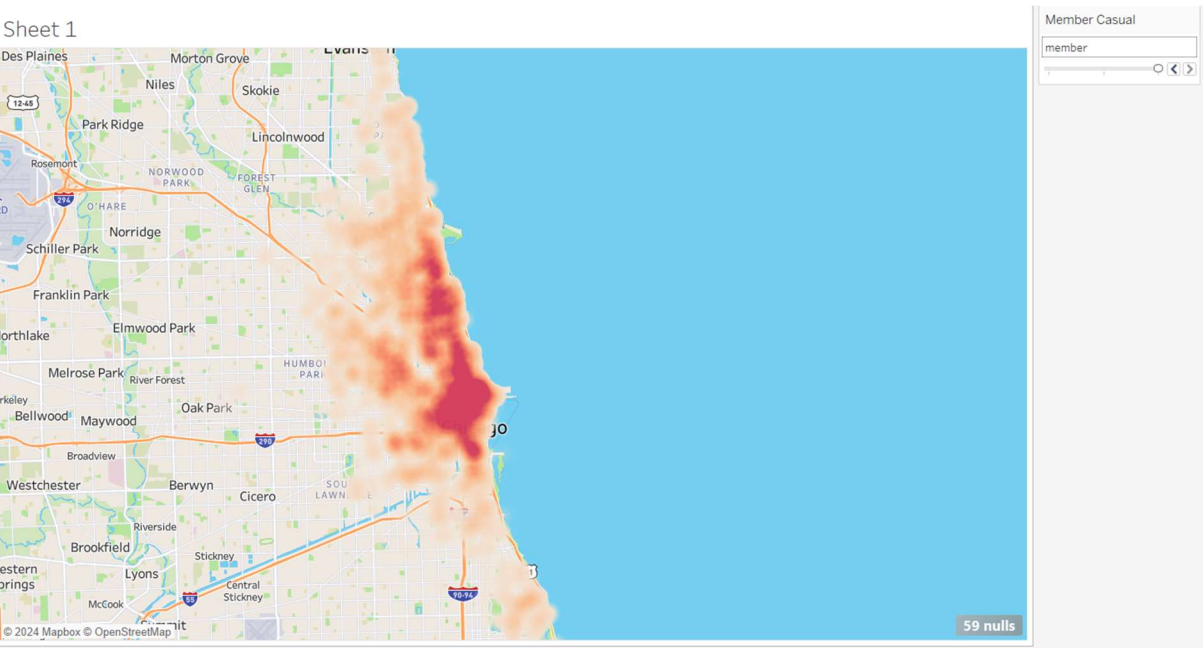 Sheet 1
Member Casual
member
Des Plaines
Morton Grove
Niles
Skokie
12-45
Park Ridge
Lincolnwood
Rosemont
NORWOOD
PARK
FOREST
GLEN
294
O'HARE
Norridge
Schiller Park
Franklin Park
Elmwood Park
Melrose Park
River Forest
Oak Park
Bellwood
Maywood
290
Broadview
Westchester
Berwyn
Cicero
Riverside
Brookfield
Stickney
Lyons
Central
Stickney
McCook
55
90-94
© 2024 Mapbox © OpenStreetMap
59 nulls